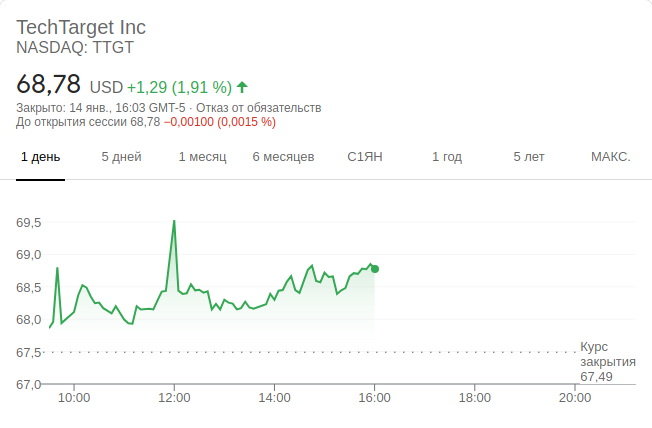 TechTarget Inc
NASDAQ: TTGT
68,78 USD +1,29 (1,91 %)
Закрыто: 14 янв., 16:03 GMT-5 · Отказ от обязательств
До открытия сессии 68,78 −0,00100 (0,0015 %)
1 день 5 дней 1 месяц 6 месяцев С1ЯН 1 год 5 лет МАКС.
69,5
69,0
68,5
68,0
67,5
67,0
Курс
закрытия
67,49
10:00 12:00 14:00 16:00 18:00 20:00